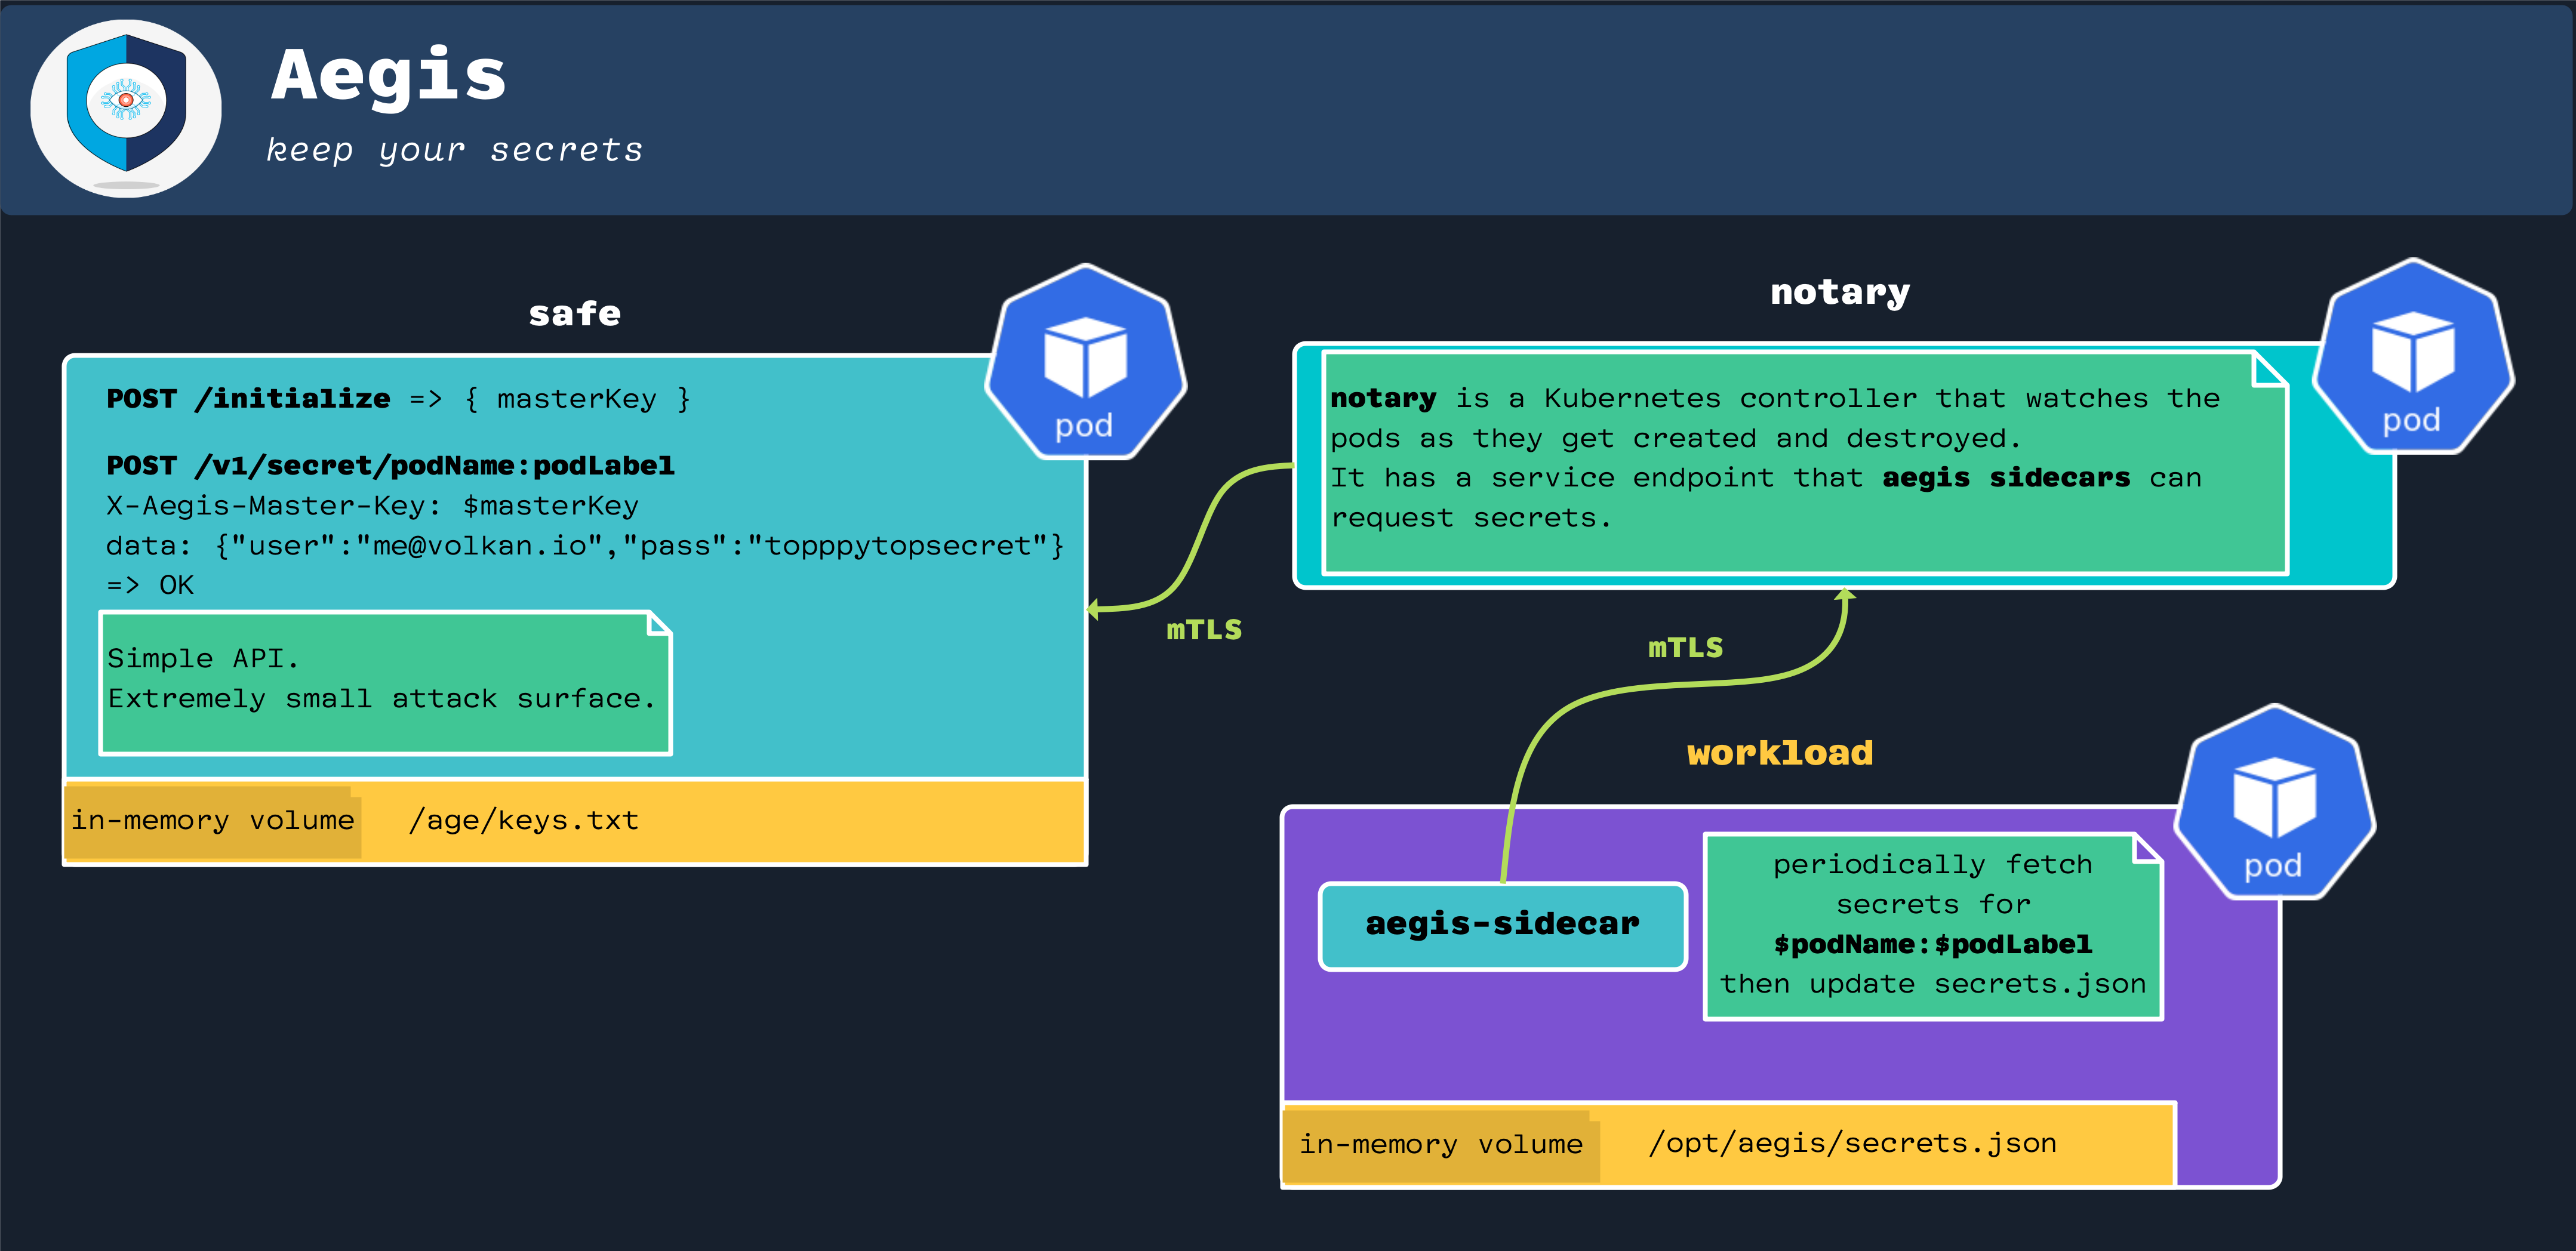 Aegis
keep your secrets
safe
pod
POST /initialize => { masterKey }
POST /v1/secret/podName:podLabel
X-Aegis-Master-Key: $masterKey
data: {"user":"me@volkan.io","pass":"topppytopsecret"}
=> OK
Simple API.
Extremely small attack surface.
in-memory volume /age/keys.txt
mTLS
notary
pod
notary is a Kubernetes controller that watches the
pods as they get created and destroyed.
It has a service endpoint that aegis sidecars can
request secrets.
mTLS
workload
pod
aegis-sidecar
periodically fetch
secrets for
$podName:$podLabel
then update secrets.json
in-memory volume /opt/aegis/secrets.json